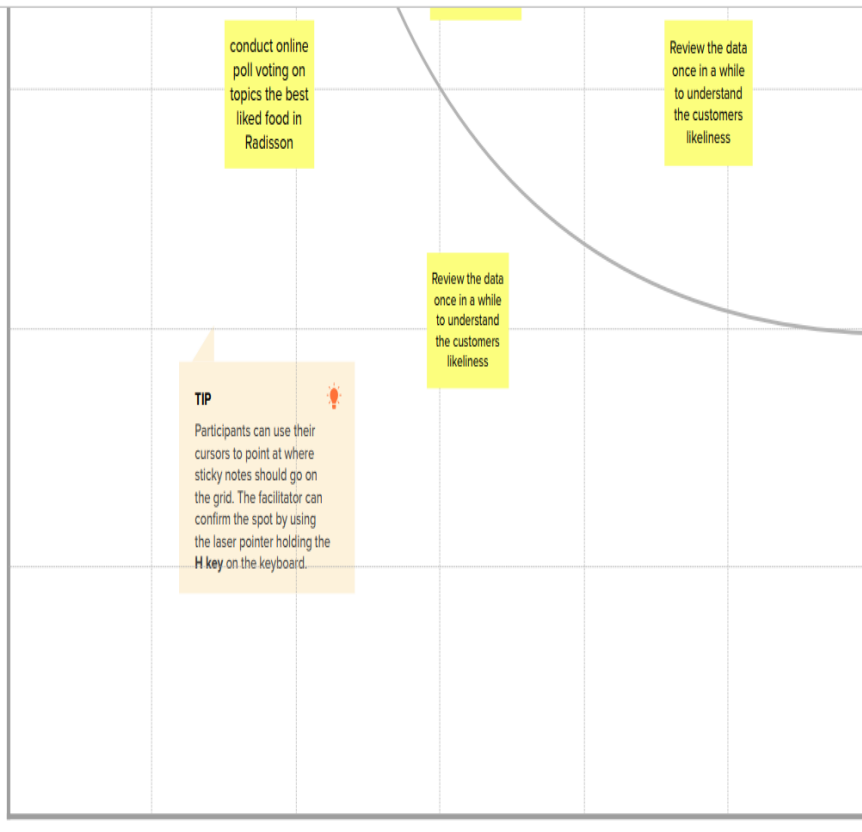 conduct online
poll voting on
topics the best
liked food in
Radisson
Review the data
once in a while
to understand
the customers
likeliness
Review the data
once in a while
to understand
the customers
likeliness
TIP
Participants can use their
cursors to point at where
sticky notes should go on
the grid. The facilitator can
confirm the spot by using
the laser pointer holding the
H key on the keyboard.